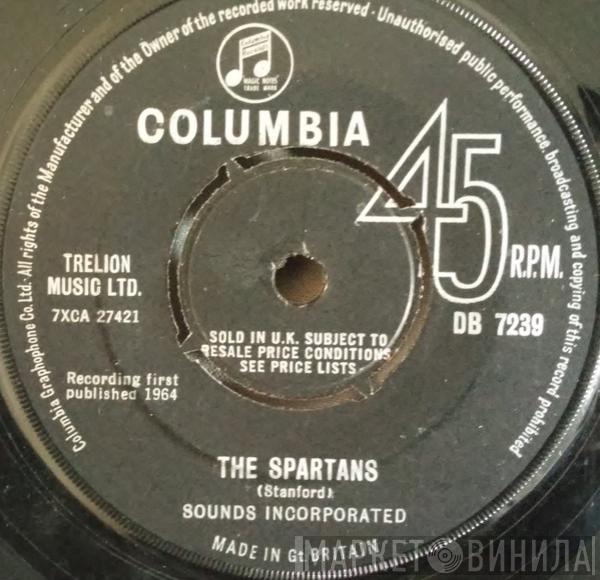 Columbia Graphophone Co. Ltd. · All rights of the Manufacturer and of the Owner of the recorded work reserved - Unauthorised public performance broadcasting and copying of this record prohibited
Columbia Records
MAGIC NOTES
TRADE MARK
COLUMBIA
45
R.P.M.
TRELION
MUSIC LTD.
7XCA 27421
DB 7239
SOLD IN U.K. SUBJECT TO
RESALE PRICE CONDITIONS
SEE PRICE LISTS
Recording first
published 1964
THE SPARTANS
(Stanford)
SOUNDS INCORPORATED
MADE IN Gt. BRITAIN
МАРКЕТ ВИНИЛА